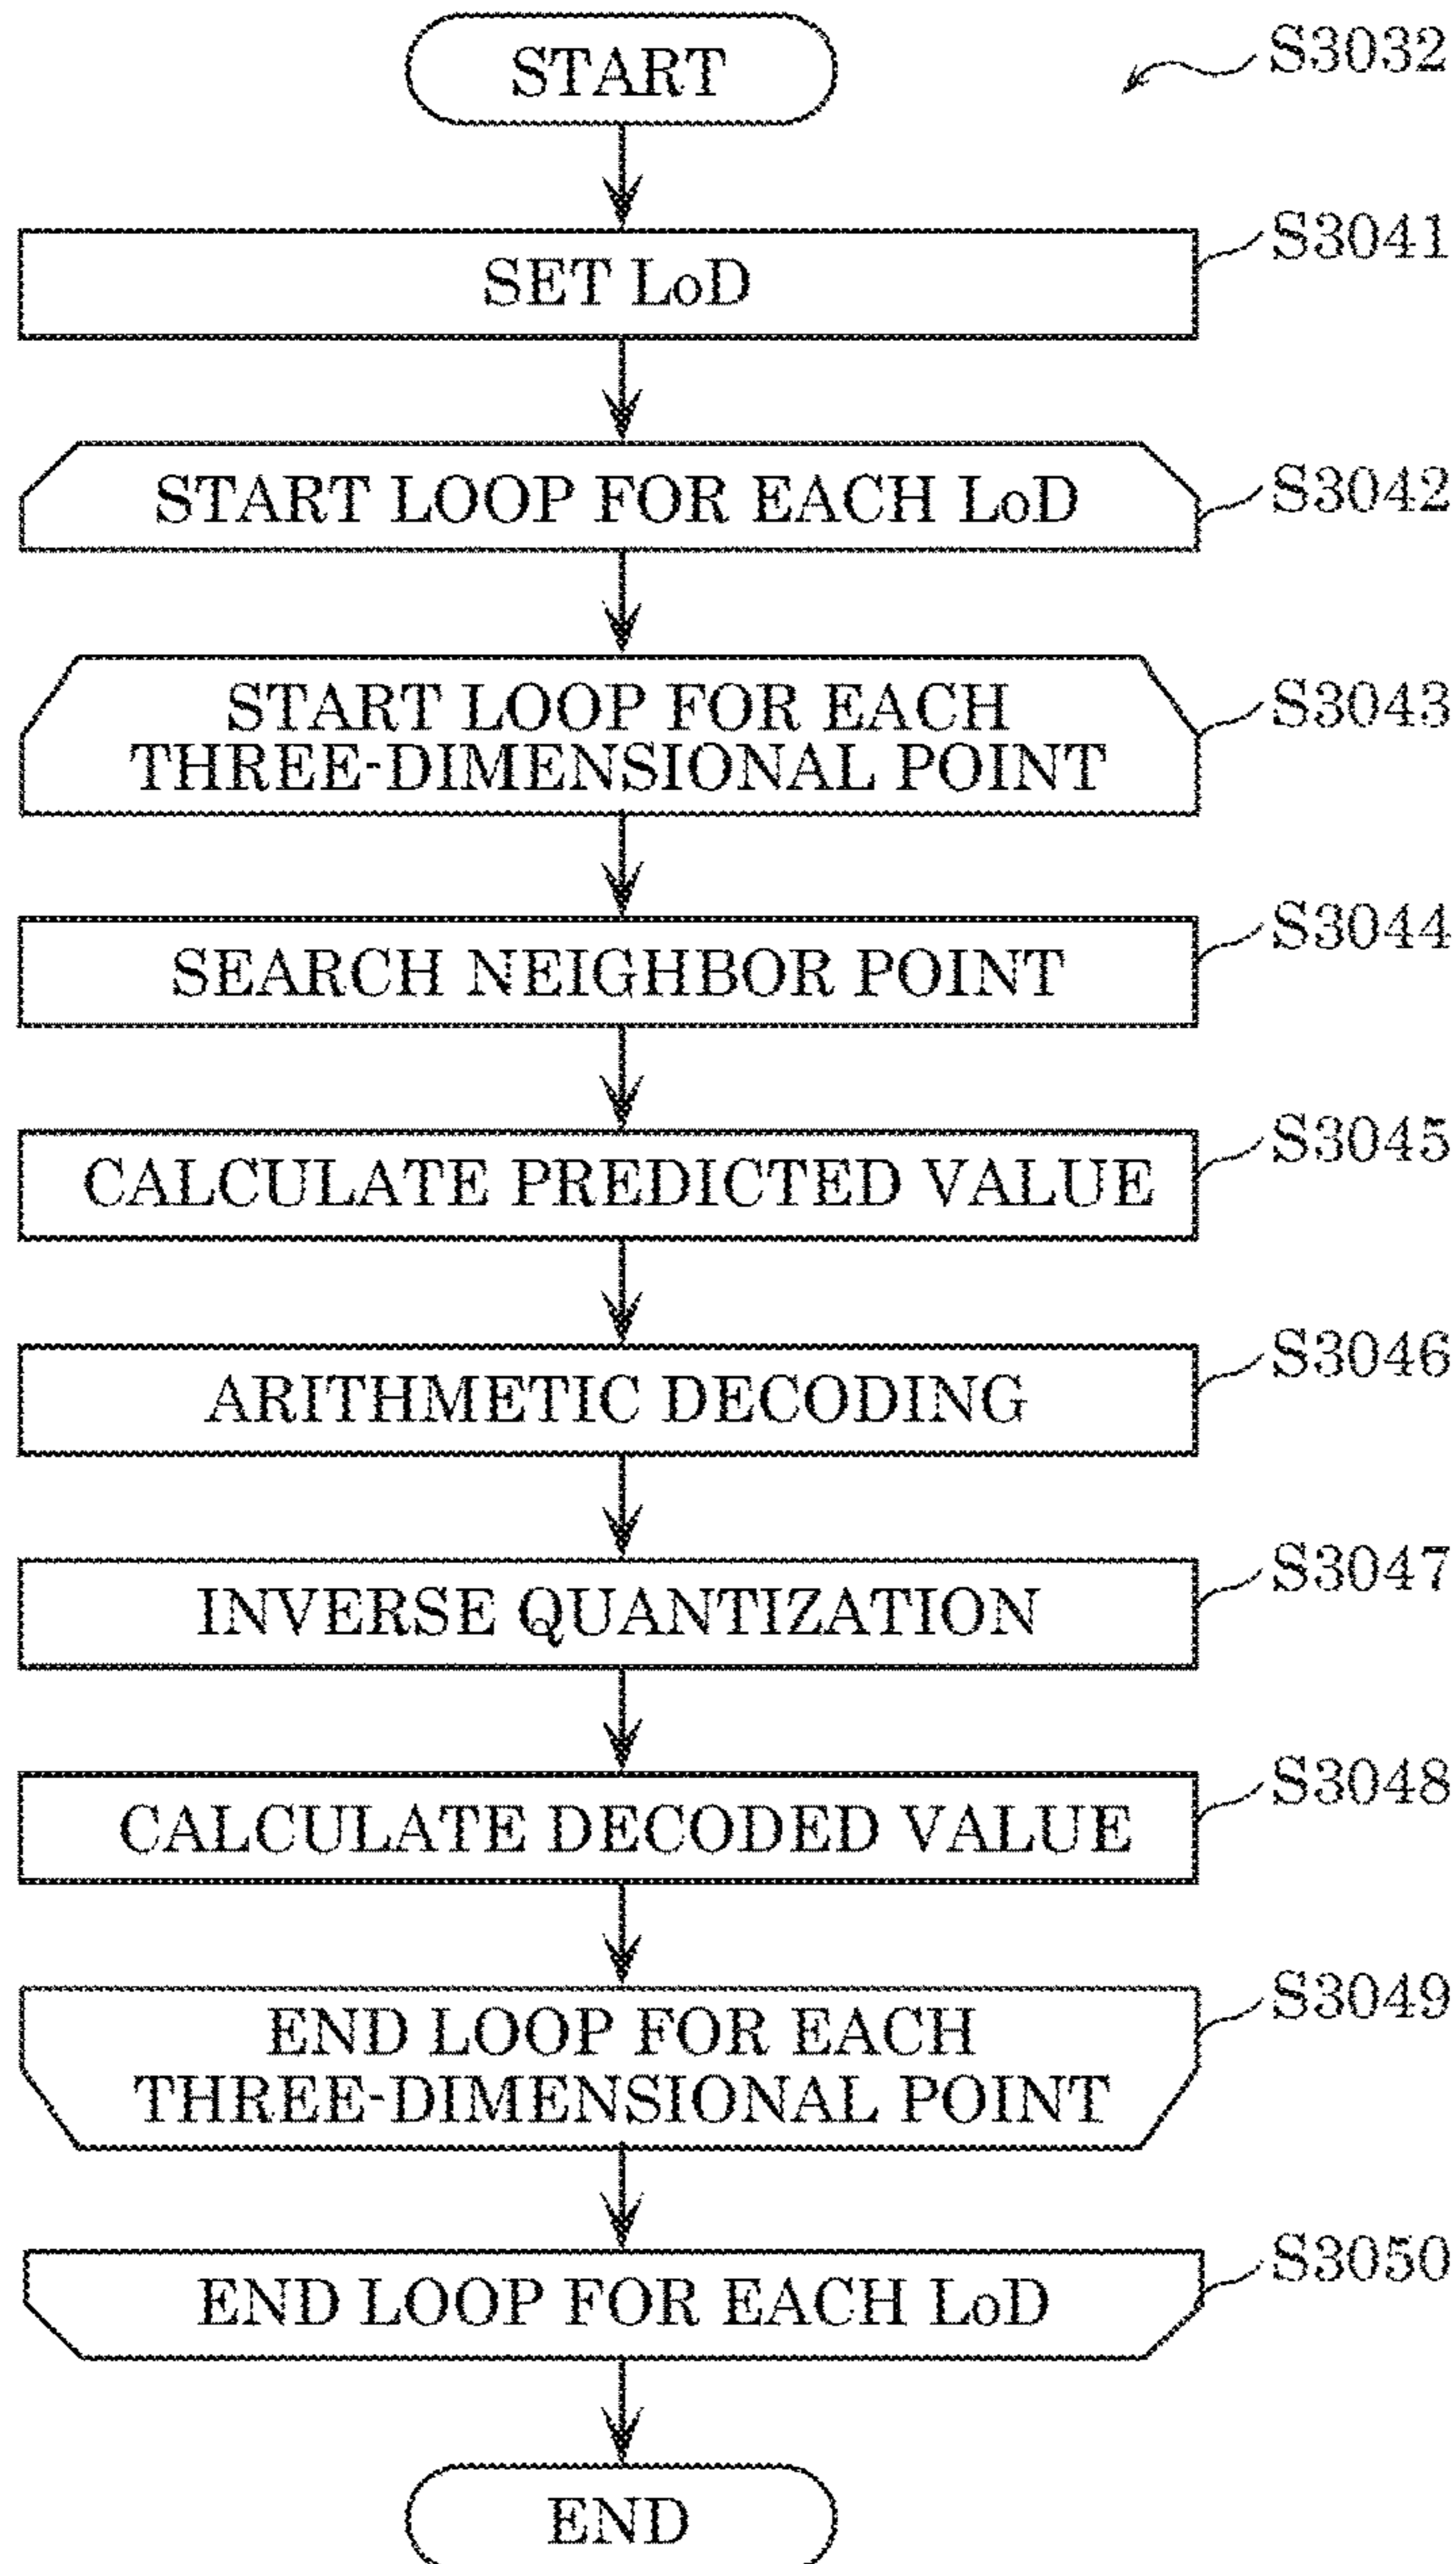 START
S3032
SET LoD
S3041
START LOOP FOR EACH LoD
S3042
START LOOP FOR EACH
THREE-DIMENSIONAL POINT
S3043
SEARCH NEIGHBOR POINT
S3044
CALCULATE PREDICTED VALUE
S3045
ARITHMETIC DECODING
S3046
INVERSE QUANTIZATION
S3047
CALCULATE DECODED VALUE
S3048
END LOOP FOR EACH
THREE-DIMENSIONAL POINT
S3049
END LOOP FOR EACH LoD
S3050
END